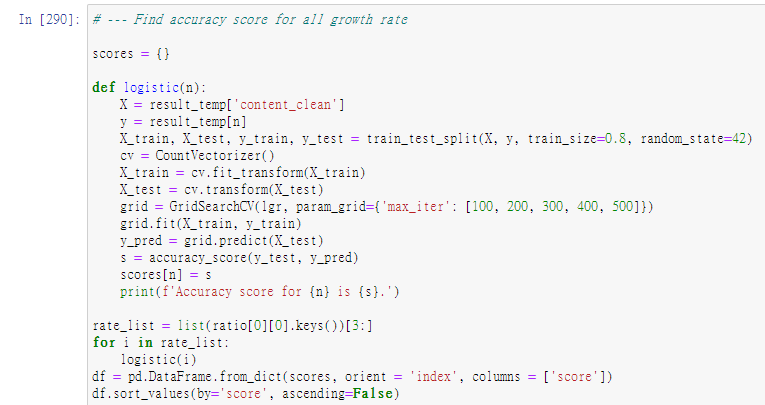 In [290]: # --- Find accuracy score for all growth rate
scores = {}
def logistic(n):
    X = result_temp['content_clean']
    y = result_temp[n]
    X_train, X_test, y_train, y_test = train_test_split(X, y, train_size=0.8, random_state=42)
    cv = CountVectorizer()
    X_train = cv.fit_transform(X_train)
    X_test = cv.transform(X_test)
    grid = GridSearchCV(lgr, param_grid={'max_iter': [100, 200, 300, 400, 500]})
    grid.fit(X_train, y_train)
    y_pred = grid.predict(X_test)
    s = accuracy_score(y_test, y_pred)
    scores[n] = s
    print(f'Accuracy score for {n} is {s}.')
rate_list = list(ratio[0][0].keys())[3:]
for i in rate_list:
    logistic(i)
df = pd.DataFrame.from_dict(scores, orient = 'index', columns = ['score'])
df.sort_values(by='score', ascending=False)